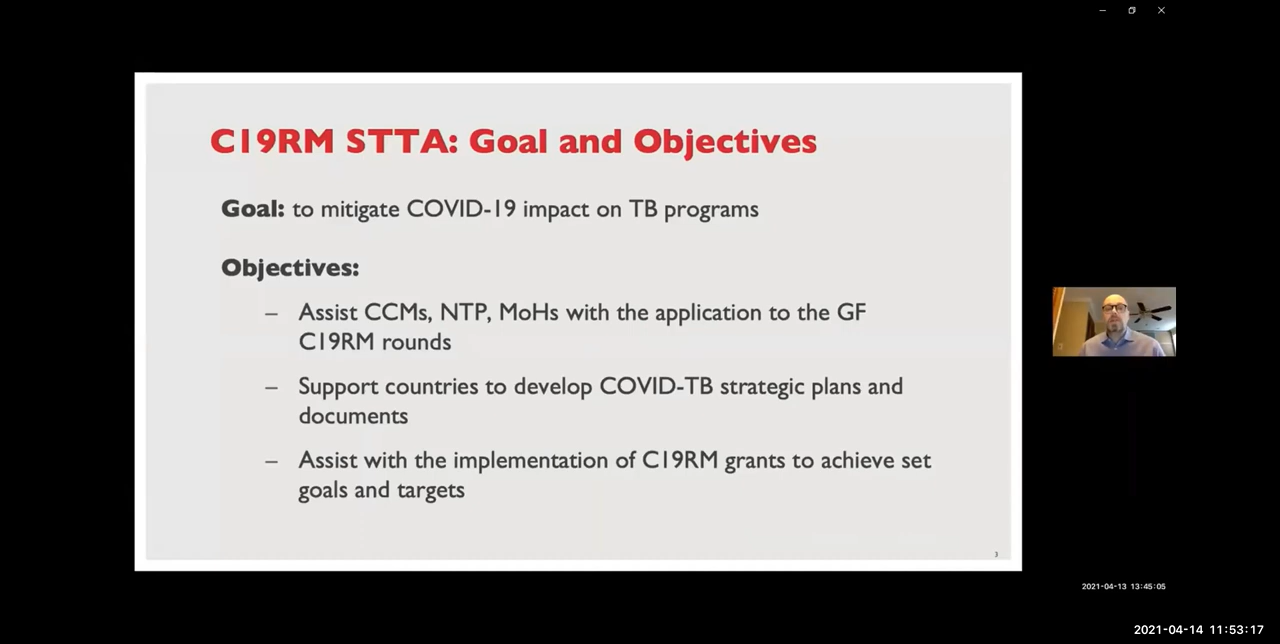 C19RM STTA: Goal and Objectives
Goal: to mitigate COVID-19 impact on TB programs
Objectives:
– Assist CCMs, NTP, MoHs with the application to the GF
C19RM rounds
– Support countries to develop COVID-TB strategic plans and
documents
– Assist with the implementation of C19RM grants to achieve set
goals and targets
3
2021-04-13 13:45:05
2021-04-14 11:53:17